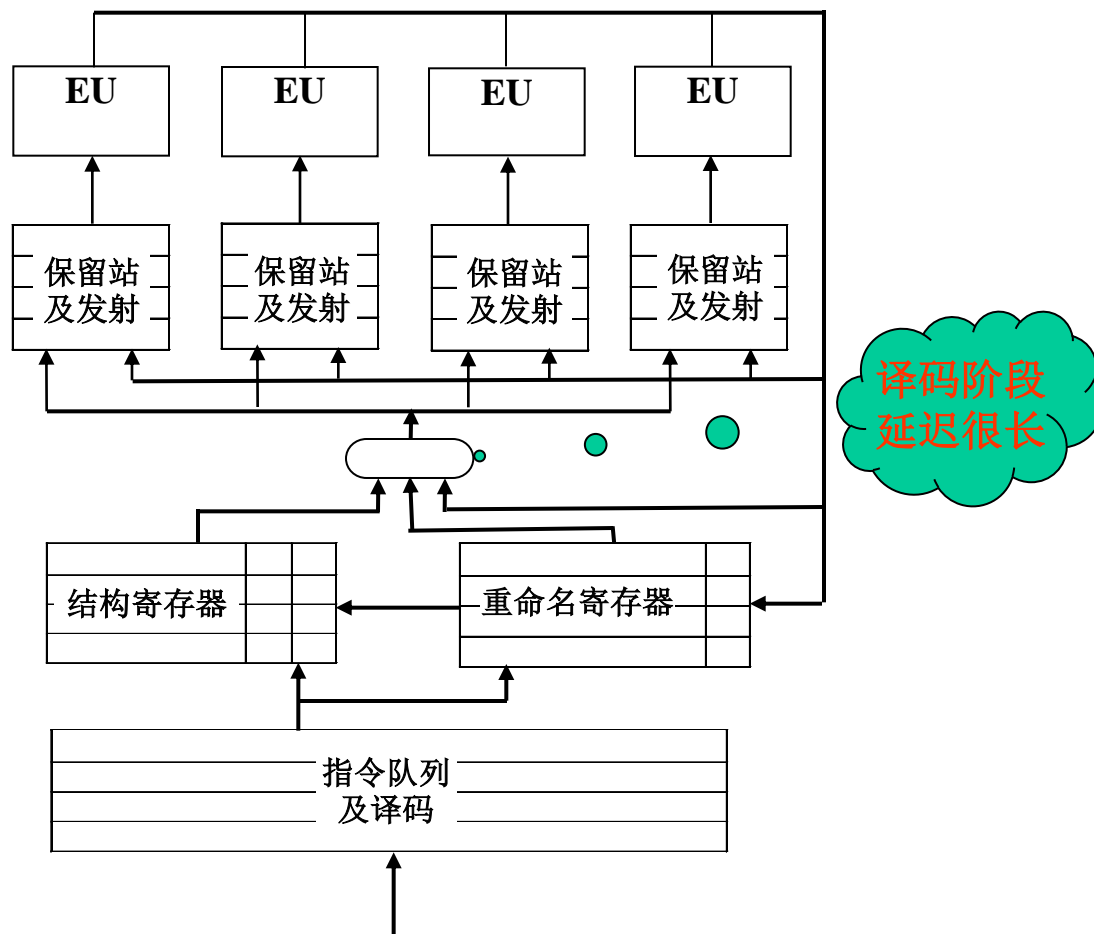 EU
EU
EU
EU
保留站
及发射
保留站
及发射
保留站
及发射
保留站
及发射
译码阶段
延迟很长
结构寄存器
重命名寄存器
指令队列
及译码